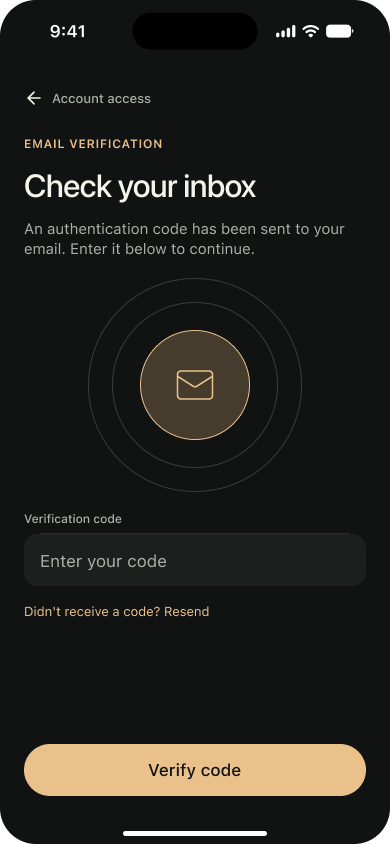 9:41
Account access
EMAIL VERIFICATION
Check your inbox
An authentication code has been sent to your
email. Enter it below to continue.
Verification code
Enter your code
Didn't receive a code? Resend
Verify code